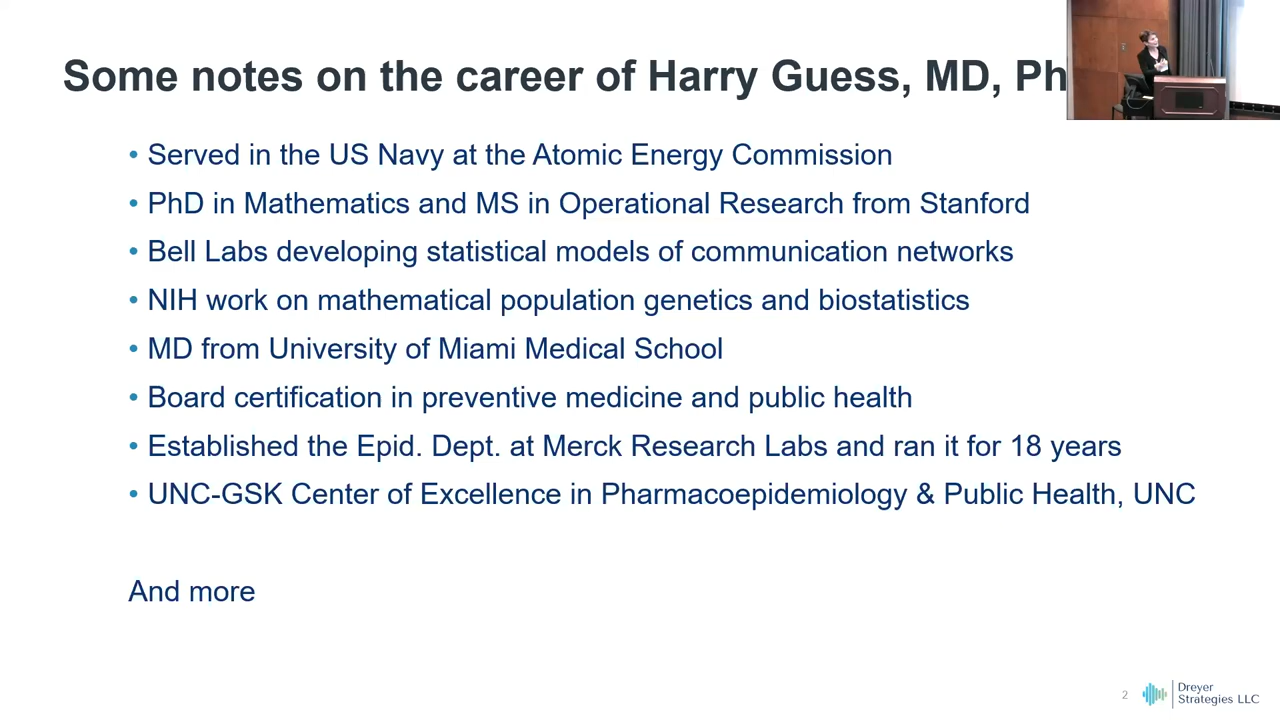 Some notes on the career of Harry Guess, MD, Ph
• Served in the US Navy at the Atomic Energy Commission
• PhD in Mathematics and MS in Operational Research from Stanford
• Bell Labs developing statistical models of communication networks
• NIH work on mathematical population genetics and biostatistics
• MD from University of Miami Medical School
• Board certification in preventive medicine and public health
• Established the Epid. Dept. at Merck Research Labs and ran it for 18 years
• UNC-GSK Center of Excellence in Pharmacoepidemiology & Public Health, UNC
And more
2
Dreyer
Strategies LLC